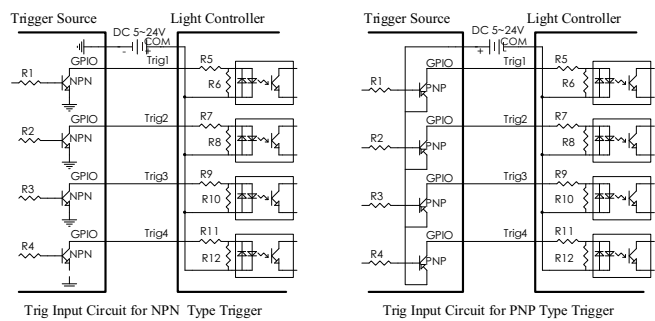 Trigger Source
Light Controller
DC 5~24V
- + COM
GPIO
Trig1
R1
NPN
R5
R6
GPIO
Trig2
R2
NPN
R7
R8
GPIO
Trig3
R3
NPN
R9
R10
GPIO
Trig4
R4
NPN
R11
R12
Trig Input Circuit for NPN Type Trigger
Trigger Source
Light Controller
DC 5~24V
+ - COM
GPIO
Trig1
R1
PNP
R5
R6
GPIO
Trig2
R2
PNP
R7
R8
GPIO
Trig3
R3
PNP
R9
R10
GPIO
Trig4
R4
PNP
R11
R12
Trig Input Circuit for PNP Type Trigger